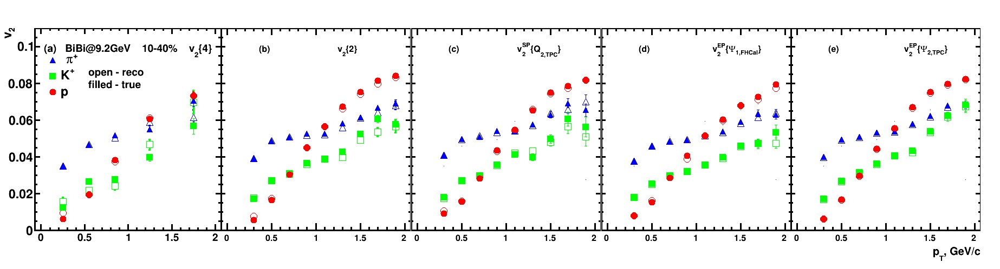 v2
(a) BiBi@9.2GeV 10-40% v2{4}
π+
K+
p
open - reco
filled - true
(b) v2{2}
(c) v2SP{Q2,TPC}
(d) v2EP{Ψ1,FHCal}
(e) v2EP{Ψ2,TPC}
0.1
0.08
0.06
0.04
0.02
0
0 0.5 1 1.5 2 0 0.5 1 1.5 2 0 0.5 1 1.5 2 0 0.5 1 1.5 2 0 0.5 1 1.5 2
pT, GeV/c